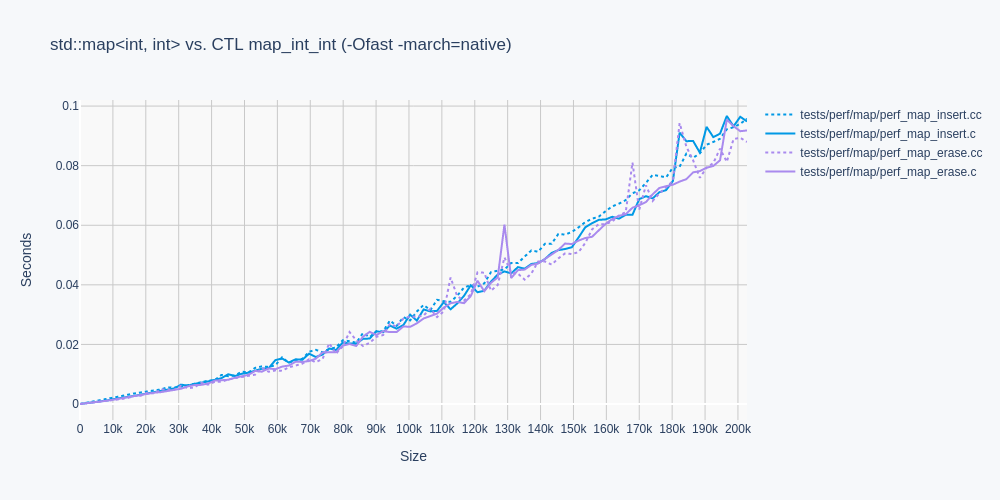 std::map<int, int> vs. CTL map_int_int (-Ofast -march=native)
0.1
0.08
0.06
0.04
0.02
0
Seconds
0 10k 20k 30k 40k 50k 60k 70k 80k 90k 100k 110k 120k 130k 140k 150k 160k 170k 180k 190k 200k
Size
tests/perf/map/perf_map_insert.cc
tests/perf/map/perf_map_insert.c
tests/perf/map/perf_map_erase.cc
tests/perf/map/perf_map_erase.c